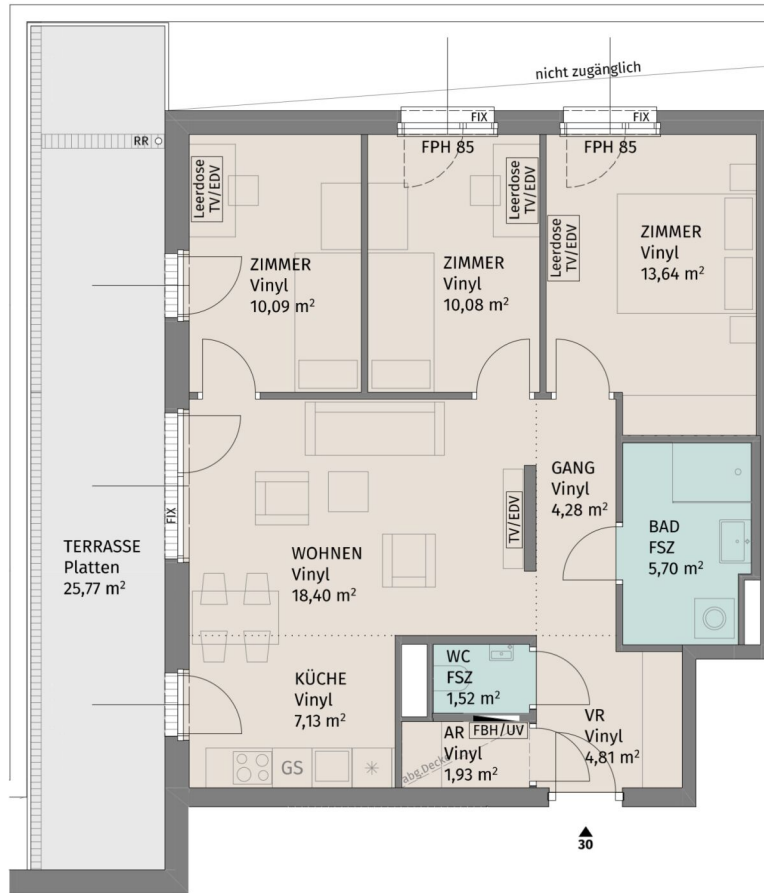 nicht zugänglich
FIX
FIX
RR
FPH 85
FPH 85
Leerdose
TV/EDV
Leerdose
TV/EDV
Leerdose
TV/EDV
ZIMMER
Vinyl
10,09 m²
ZIMMER
Vinyl
10,08 m²
ZIMMER
Vinyl
13,64 m²
GANG
Vinyl
4,28 m²
TV/EDV
FIX
TERRASSE
Platten
25,77 m²
WOHNEN
Vinyl
18,40 m²
BAD
FSZ
5,70 m²
WC
FSZ
1,52 m²
KÜCHE
Vinyl
7,13 m²
GS
AR
Vinyl
1,93 m²
FBH/UV
abg.Decke
VR
Vinyl
4,81 m²
30